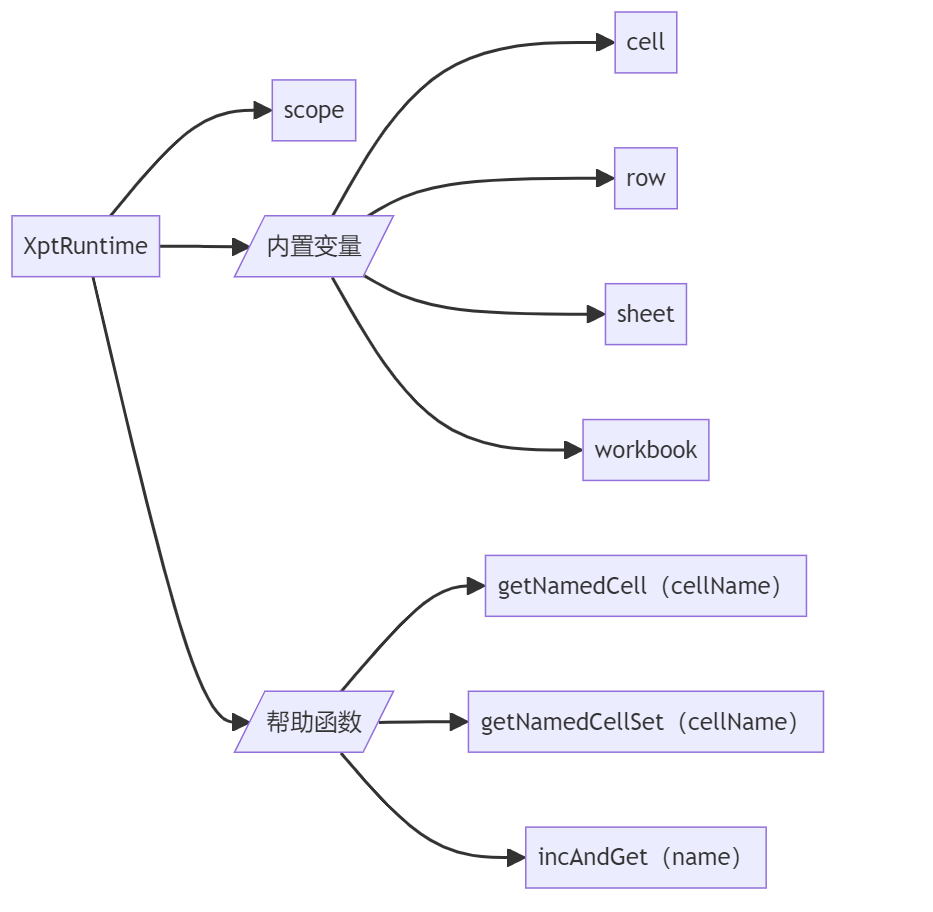 cell
scope
row
XptRuntime
内置变量
sheet
workbook
getNamedCell（cellName）
帮助函数
getNamedCellSet（cellName）
incAndGet（name）